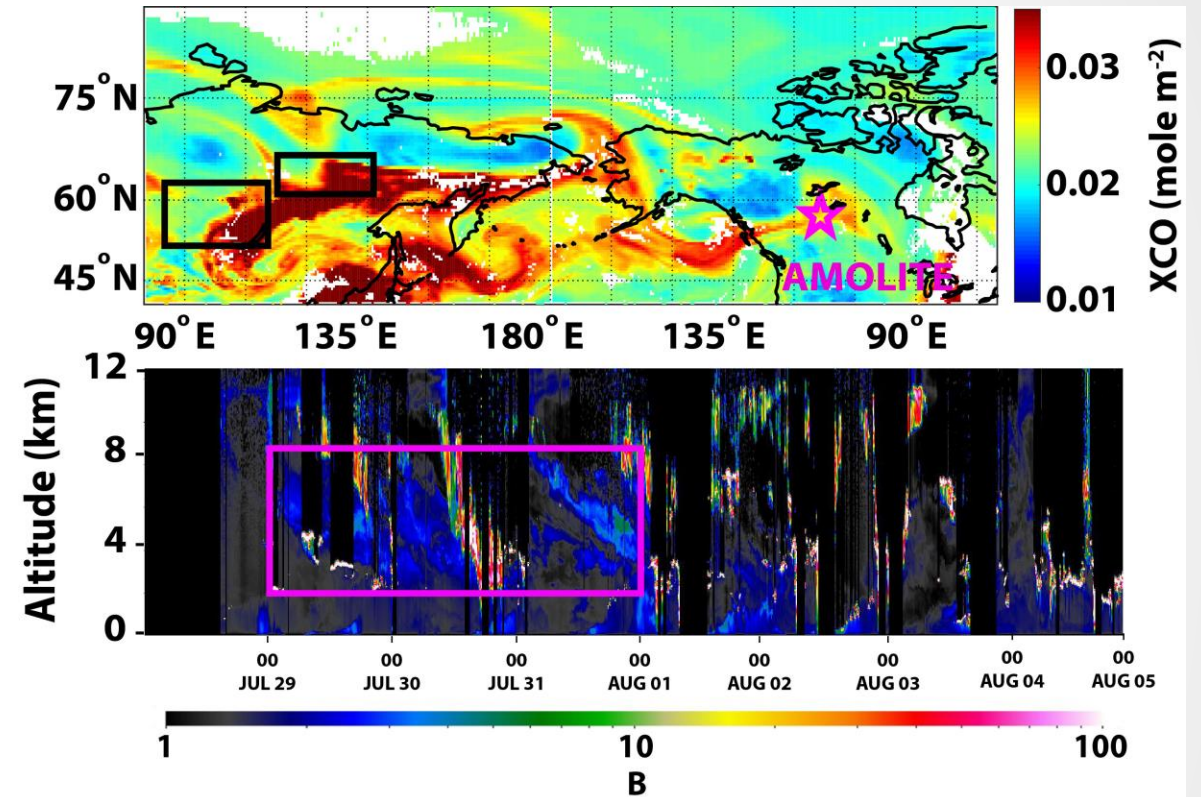 75°N
60°N
45°N
AMOLITE
90°E 135°E 180°E 135°E 90°E
0.03
0.02
0.01
XCO (mole m⁻²)
12
8
4
0
Altitude (km)
00 00 00 00 00 00 00 00
JUL 29 JUL 30 JUL 31 AUG 01 AUG 02 AUG 03 AUG 04 AUG 05
1 10 100
B